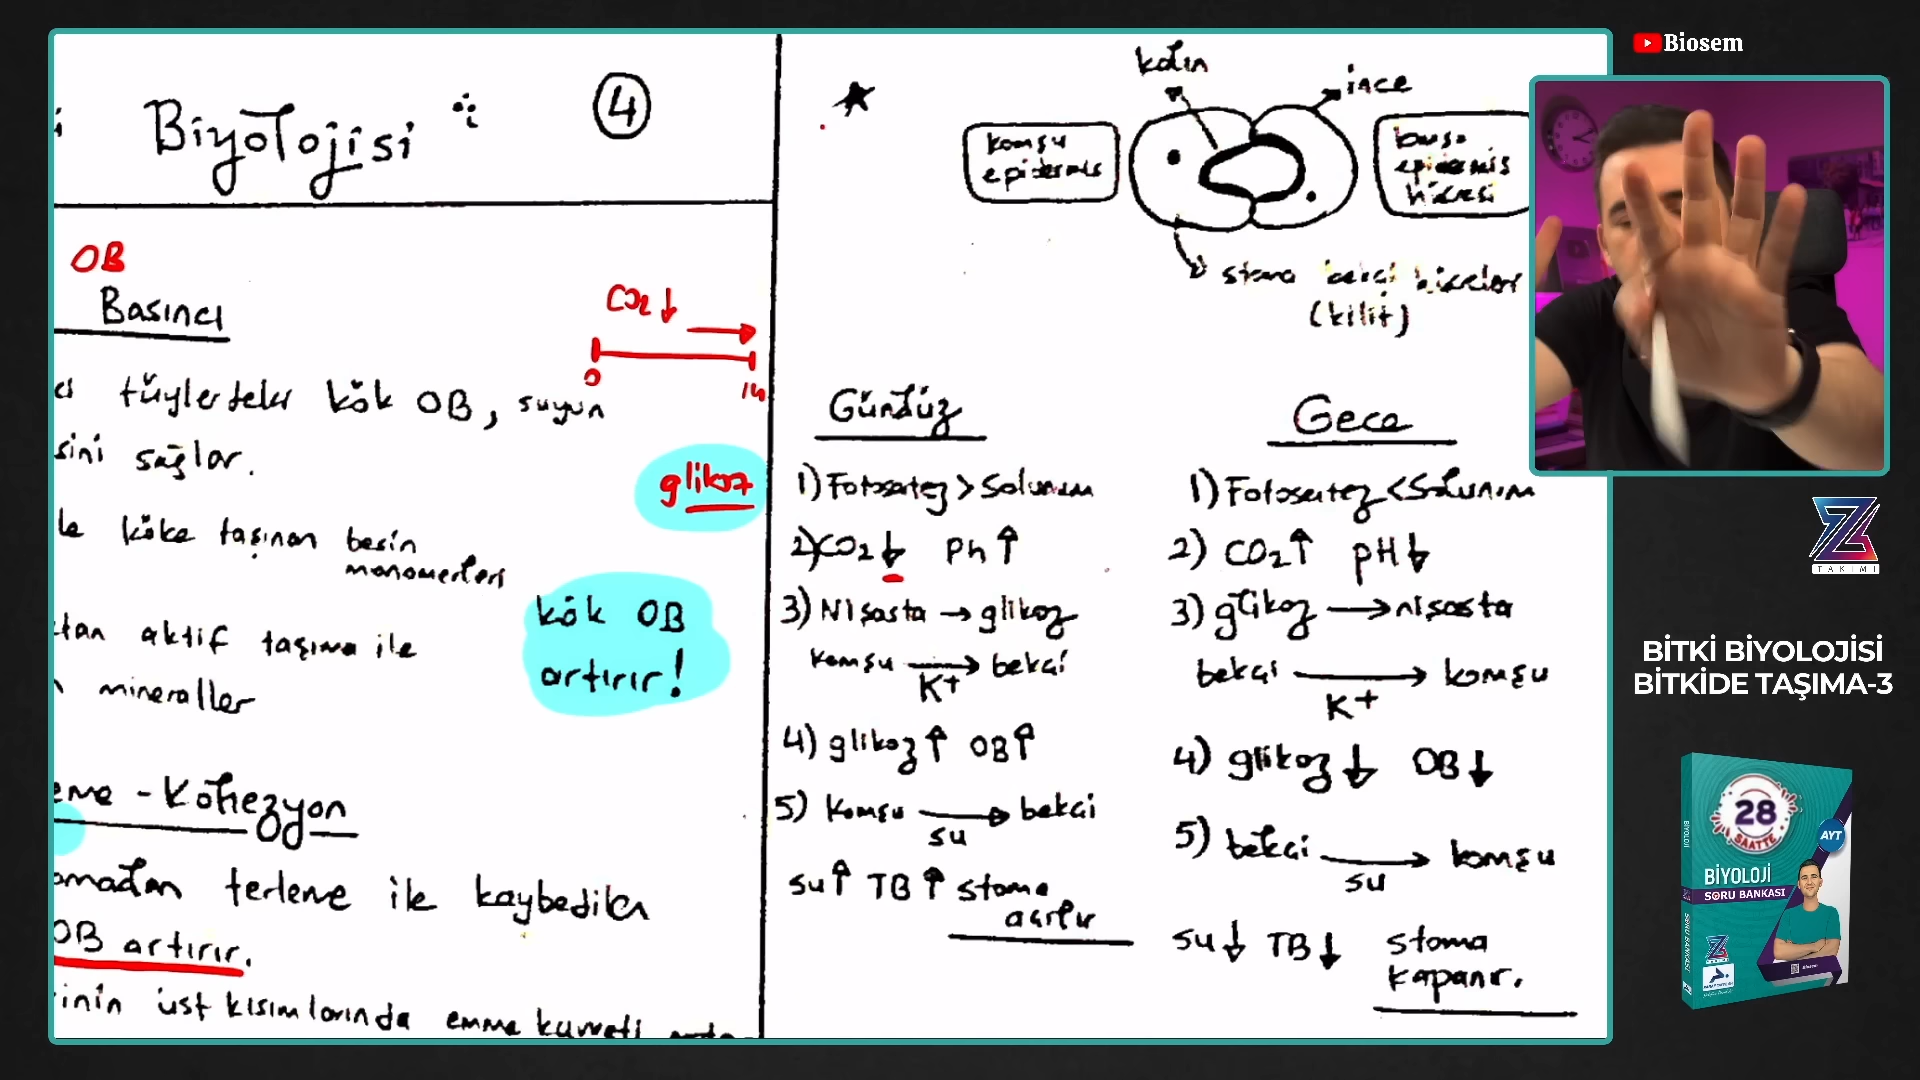 Biyolojisi
4
OB
Basıncı
CO₂↓
0
14
tüylerdeki kök OB, suyun
sini sağlar.
glikoz
le köke taşınan besin
monomerleri
kök OB
artırır!
tan aktif taşıma ile
mineraller
eme - Kohezyon
omadan terleme ile kaybedilen
OB artırır.
inin üst kısımlarında emme kuvveti
kalın
ince
komşu
epidermis
epidermis
hücresi
stoma bekçi hücreleri
(kilit)
Gündüz
1) Fotosentez > Solunum
2) CO₂↓ Ph↑
3) Nişasta → glikoz
komşu → bekçi
K+
4) glikoz↑ OB↑
5) Komşu → bekçi
su
su↑ TB↑ stoma
açılır
Gece
1) Fotosentez < Solunum
2) CO₂↑ pH↓
3) glikoz → nişasta
bekçi → komşu
K+
4) glikoz↓ OB↓
5) bekçi → komşu
su
su↓ TB↓ stoma
kapanır.
Biosem
Z
TAKIMI
BİTKİ BİYOLOJİSİ
BİTKİDE TAŞIMA-3
28
SAATTE
AYT
BİYOLOJİ
SORU BANKASI